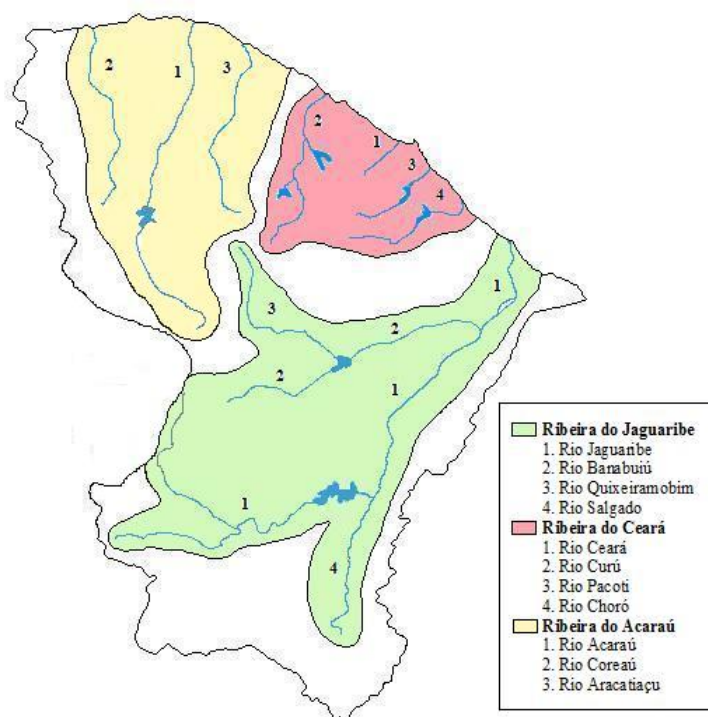 2
1
3
2
1
3
4
1
3
2
2
1
1
4
Ribeira do Jaguaribe
1. Rio Jaguaribe
2. Rio Banabuiú
3. Rio Quixeiramobim
4. Rio Salgado
Ribeira do Ceará
1. Rio Ceará
2. Rio Curú
3. Rio Pacoti
4. Rio Choró
Ribeira do Acaraú
1. Rio Acaraú
2. Rio Coreaú
3. Rio Aracatiaçu